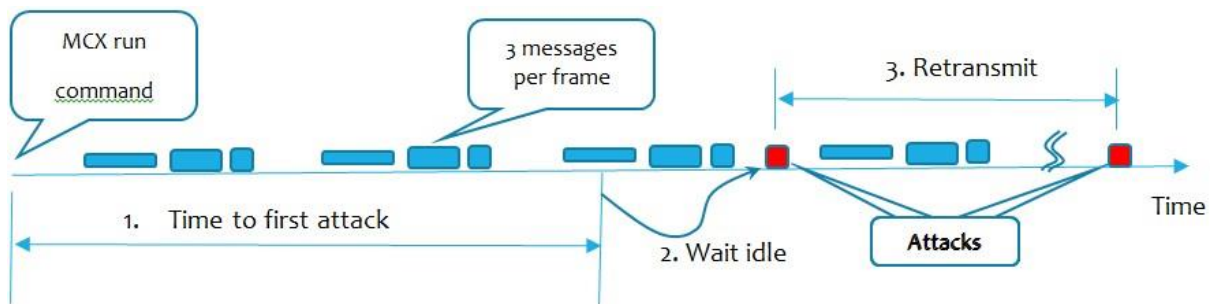 MCX run
command
3 messages
per frame
3. Retransmit
1. Time to first attack
2. Wait idle
Attacks
Time